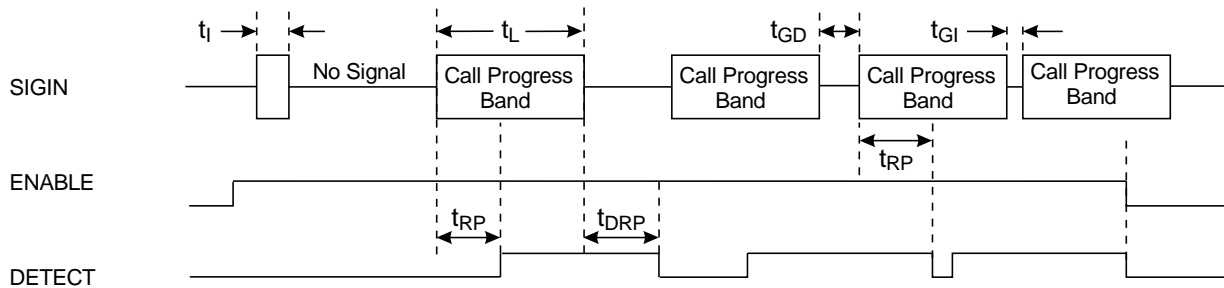 tI
tL
tGD
tGI
SIGIN
No Signal
Call Progress
Band
Call Progress
Band
Call Progress
Band
Call Progress
Band
tRP
ENABLE
tRP
tDRP
DETECT